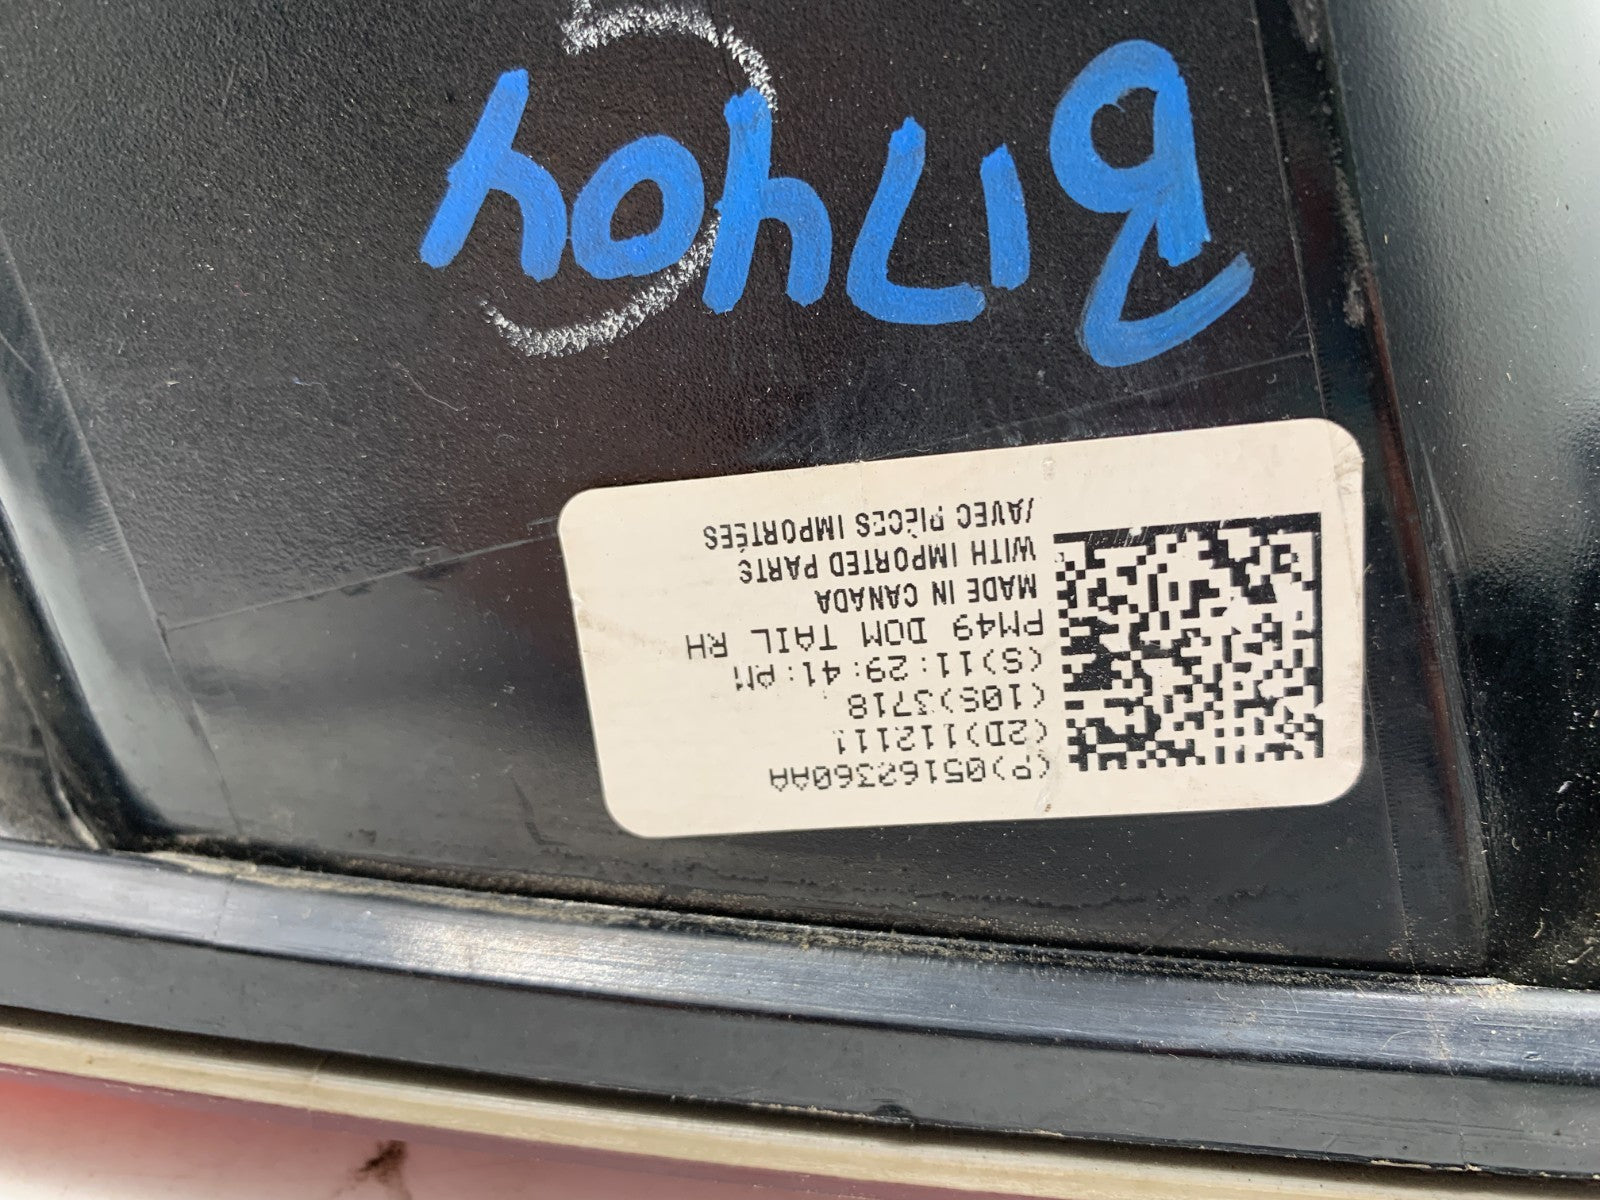 (P)05162360AA
(2D)112111
(10S)3718
(S)11:29:41:PM
PM49 DOM TAIL RH
MADE IN CANADA
WITH IMPORTED PARTS
/AVEC PIÈCES IMPORTÉES
B17404